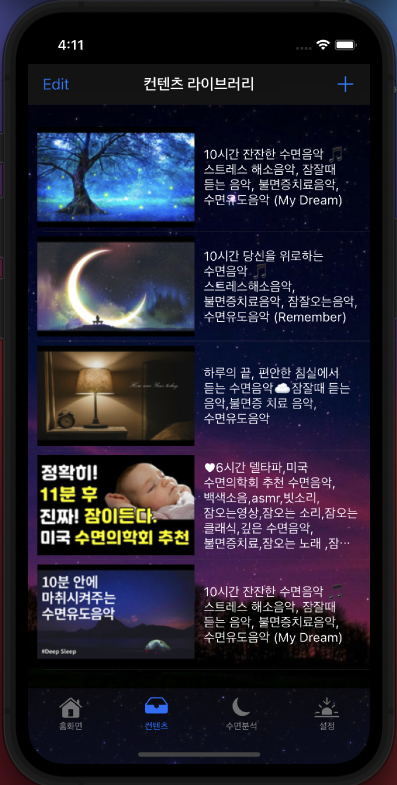 4:11
Edit
컨텐츠 라이브러리
+
10시간 잔잔한 수면음악 🎵
스트레스 해소음악, 잠잘때
듣는 음악, 불면증치료음악,
수면유도음악 (My Dream)
10시간 당신을 위로하는
수면음악 🎵
스트레스해소음악,
불면증치료음악, 잠잘오는음악,
수면유도음악 (Remember)
하루의 끝, 편안한 침실에서
듣는 수면음악☁️잠잘때 듣는
음악,불면증 치료 음악,
수면유도음악
정확히!
11분 후
진짜! 잠이든다.
미국 수면의학회 추천
♥6시간 델타파,미국
수면의학회 추천 수면음악,
백색소음,asmr,빗소리,
잠오는영상,잠오는 소리,잠오는
클래식,깊은 수면음악,
불면증치료,잠오는 노래 ,잠…
10분 안에
마취시켜주는
수면유도음악
#Deep Sleep
10시간 잔잔한 수면음악 🎵
스트레스 해소음악, 잠잘때
듣는 음악, 불면증치료음악,
수면유도음악 (My Dream)
홈화면
컨텐츠
수면분석
설정